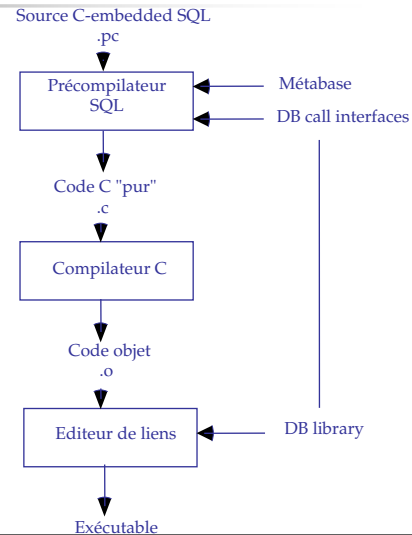 Source C-embedded SQL
.pc
Précompilateur
SQL
Métabase
DB call interfaces
Code C "pur"
.c
Compilateur C
Code objet
.o
Editeur de liens
DB library
Exécutable